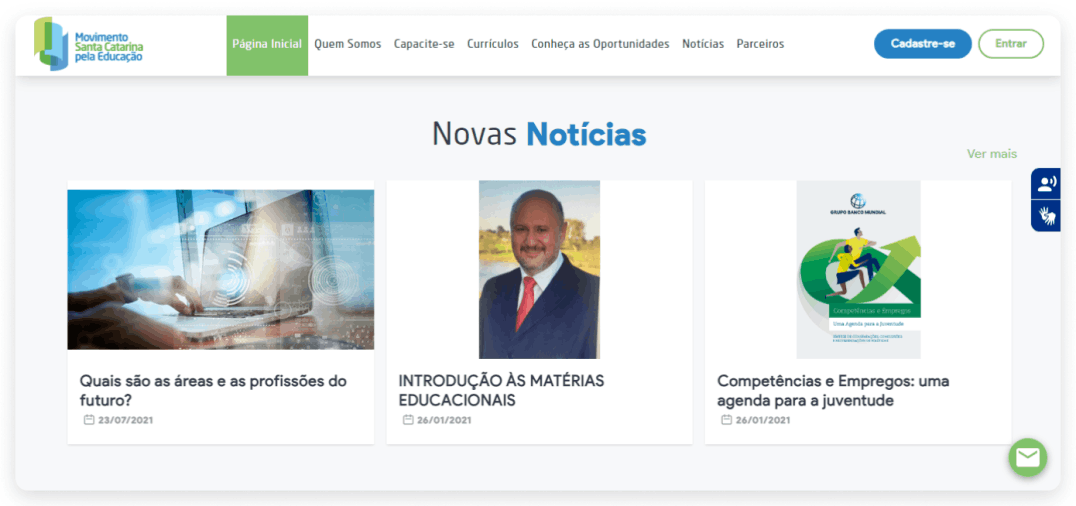 Movimento
Santa Catarina
pela Educação
Página Inicial Quem Somos Capacite-se Currículos Conheça as Oportunidades Notícias Parceiros Cadastre-se Entrar
Novas Notícias
Ver mais
GRUPO BANCO MUNDIAL
Competências e Empregos
Uma Agenda para a Juventude
Quais são as áreas e as profissões do
futuro?
23/07/2021
INTRODUÇÃO ÀS MATÉRIAS
EDUCACIONAIS
26/01/2021
Competências e Empregos: uma
agenda para a juventude
26/01/2021